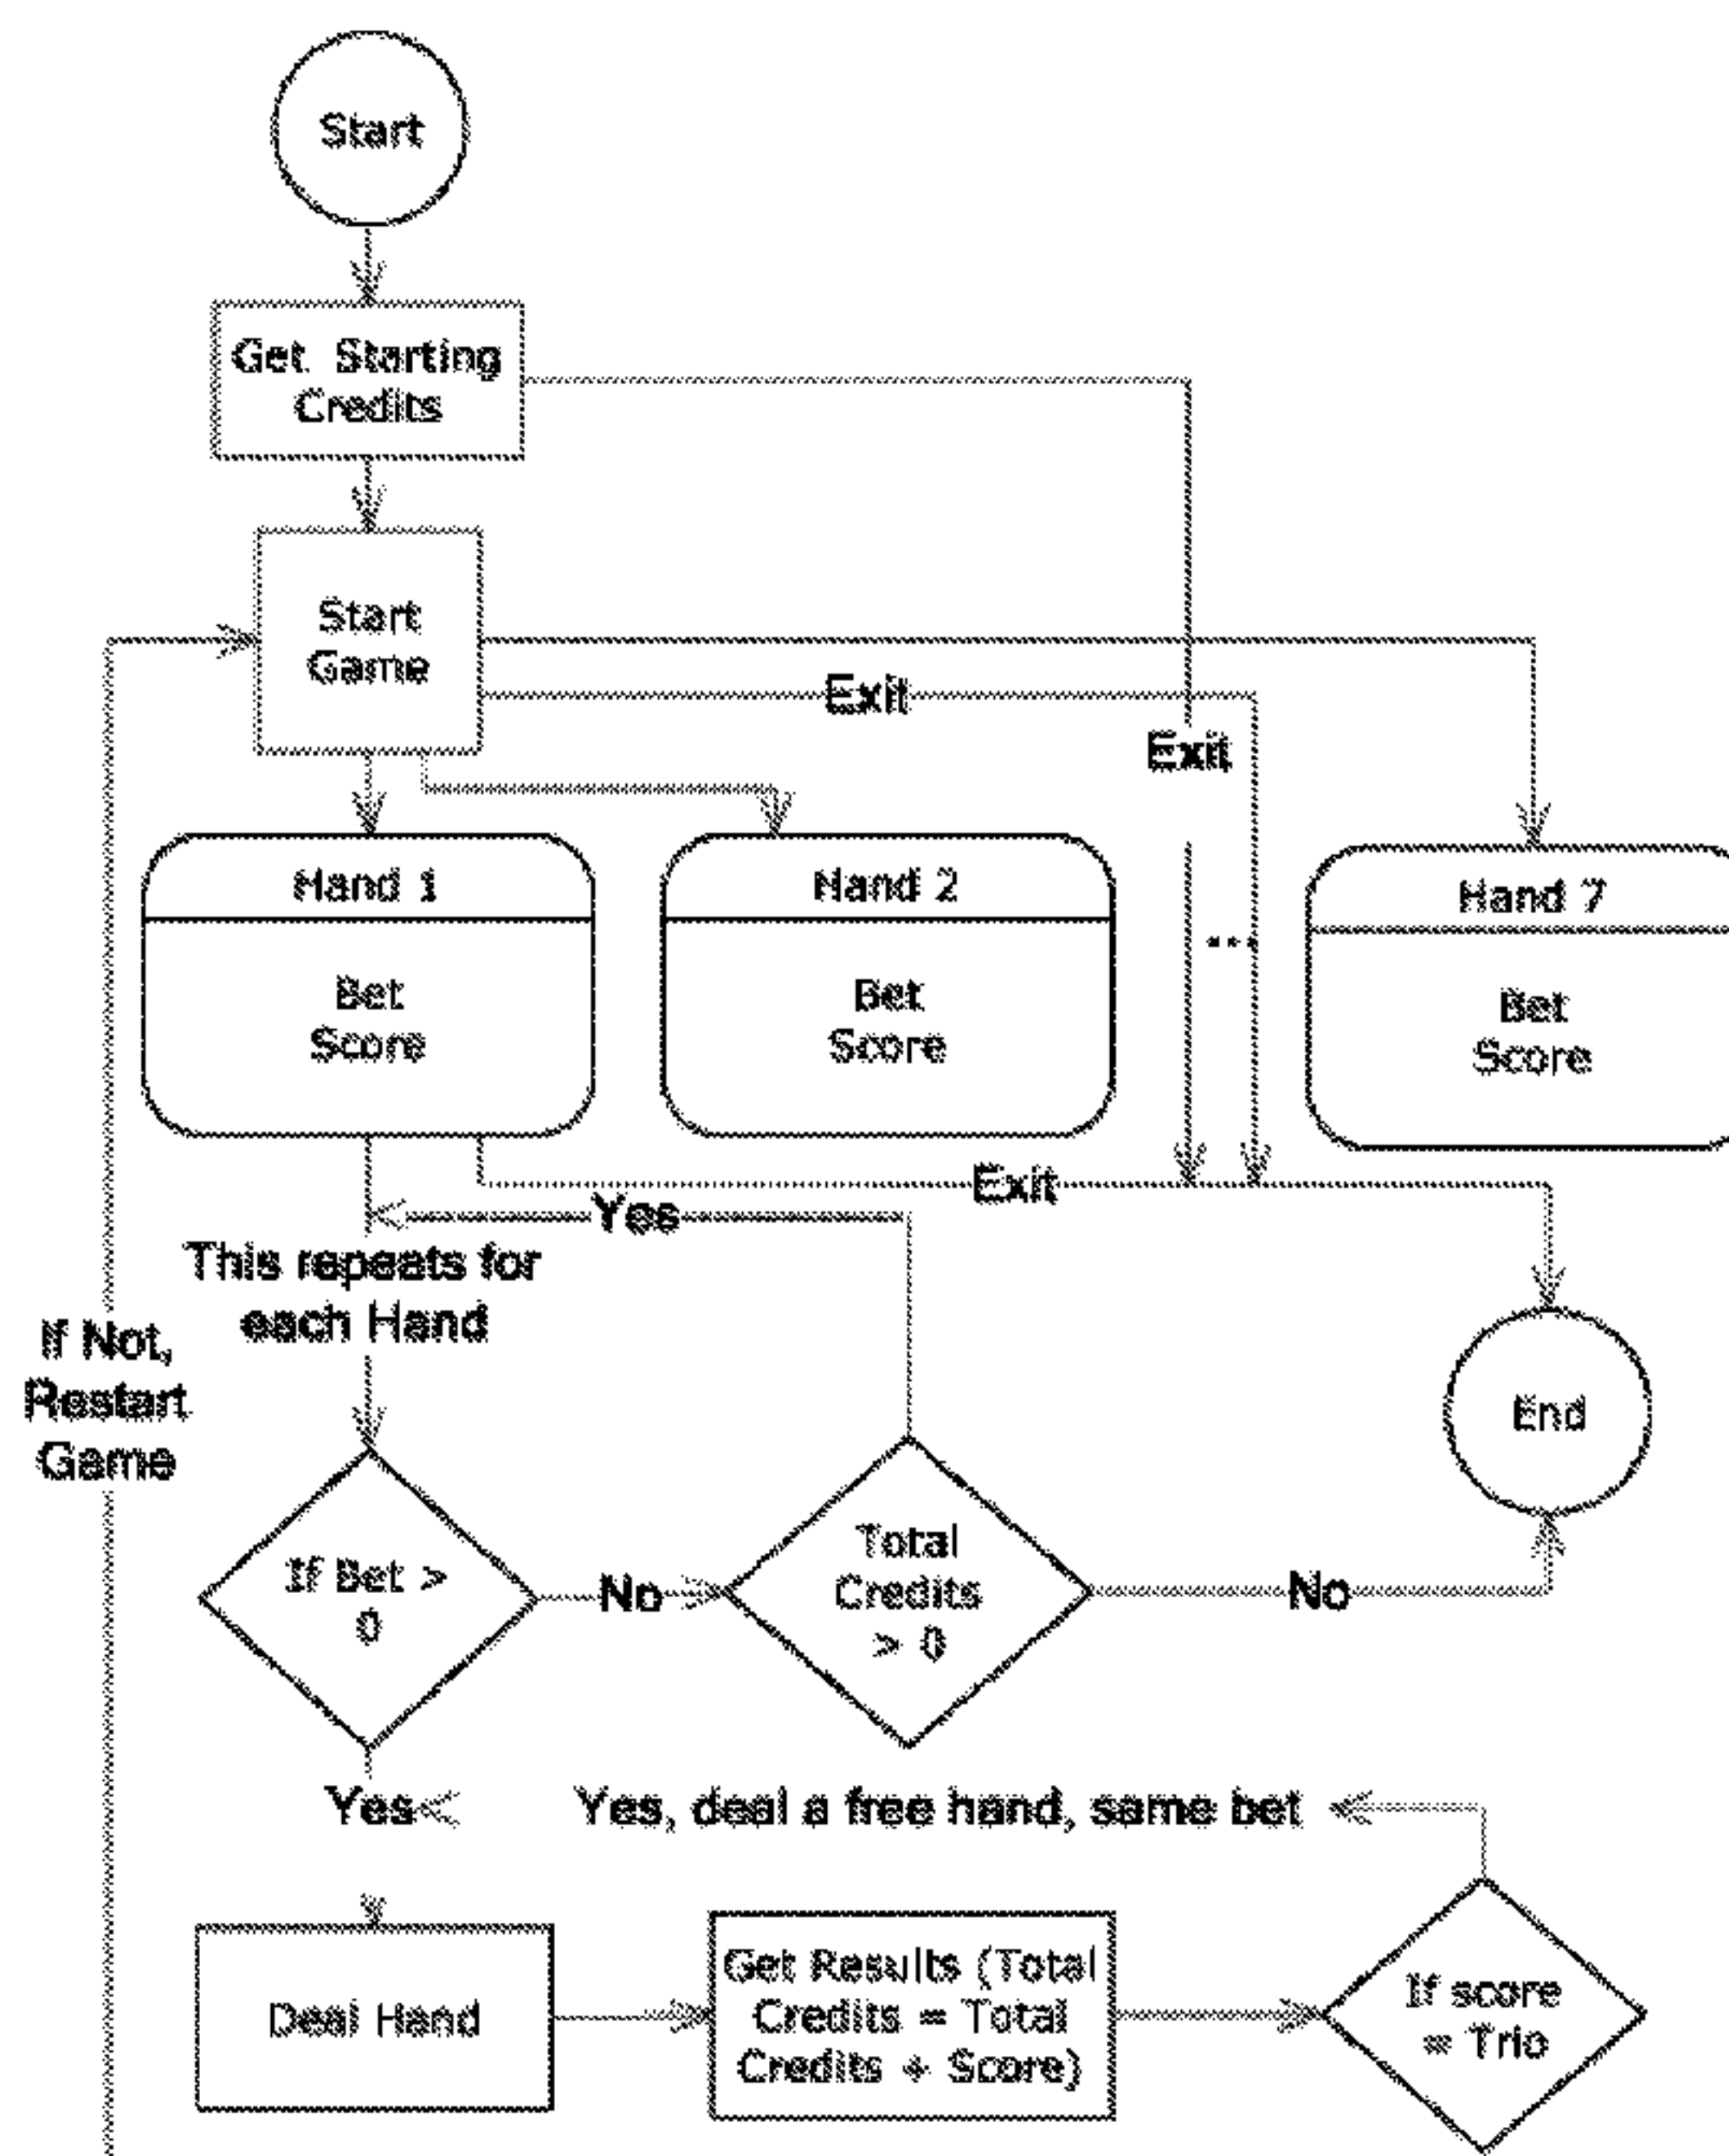 Start
Get Starting
Credits
Start
Game
Exit
Exit
Hand 1
Bet
Score
Hand 2
Bet
Score
...
Hand 7
Bet
Score
Exit
Yes
This repeats for
each Hand
If Not,
Restart
Game
End
If Bet >
0
No
Total
Credits
> 0
No
Yes
Yes, deal a free hand, same bet
Deal Hand
Get Results (Total
Credits = Total
Credits + Score)
If score
= Trio